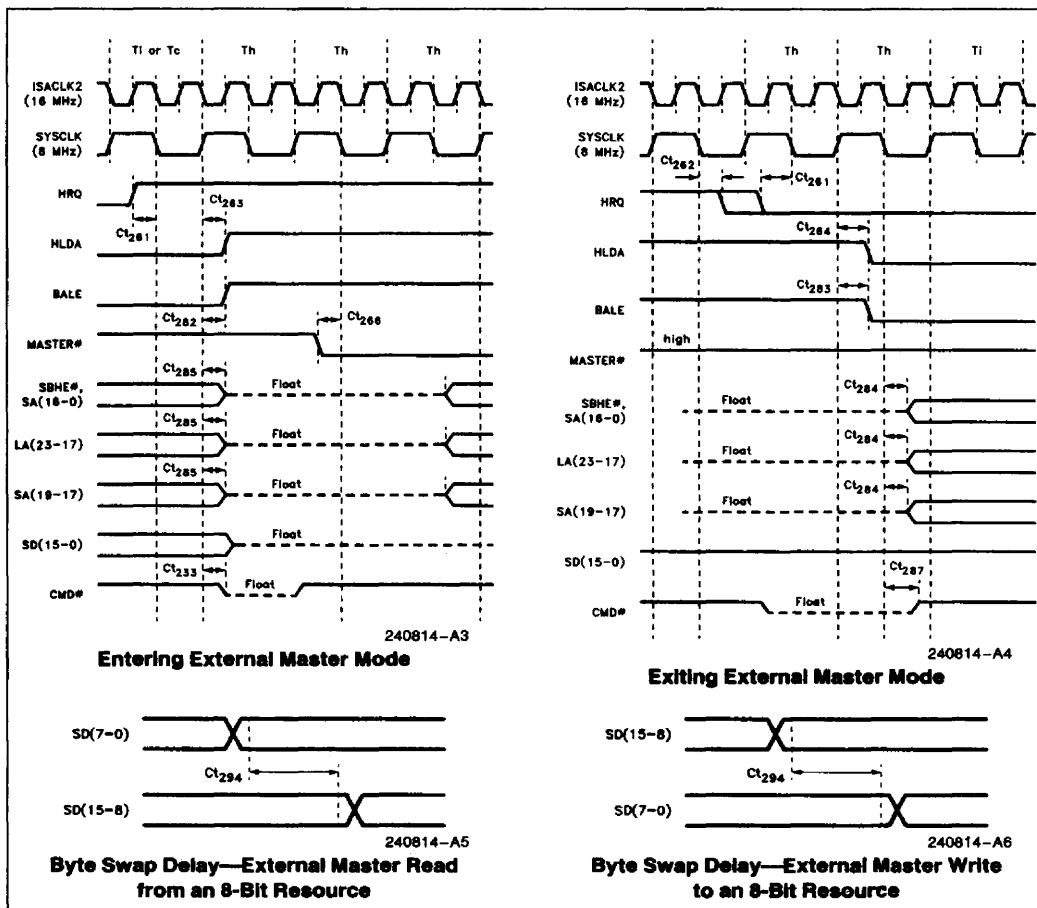 Ti or Tc
Th
Th
Th
ISACLK2
(16 MHz)
SYSCLK
(8 MHz)
HRQ
Ct263
Ct261
HLDA
BALE
Ct282
Ct266
MASTER#
Ct285
SBHE#,
SA(16-0)
Float
Ct285
LA(23-17)
Float
Ct285
SA(19-17)
Float
SD(15-0)
Ct233
CMD#
Float
240814-A3
Entering External Master Mode
Th
Th
Ti
ISACLK2
(16 MHz)
SYSCLK
(8 MHz)
Ct262
Ct261
HRQ
Ct264
HLDA
Ct283
BALE
high
MASTER#
Ct284
SBHE#,
SA(16-0)
Float
Ct284
LA(23-17)
Float
Ct284
SA(19-17)
Float
SD(15-0)
Ct287
CMD#
Float
240814-A4
Exiting External Master Mode
SD(7-0)
Ct294
SD(15-8)
240814-A5
Byte Swap Delay—External Master Read
from an 8-Bit Resource
SD(15-8)
Ct294
SD(7-0)
240814-A6
Byte Swap Delay—External Master Write
to an 8-Bit Resource